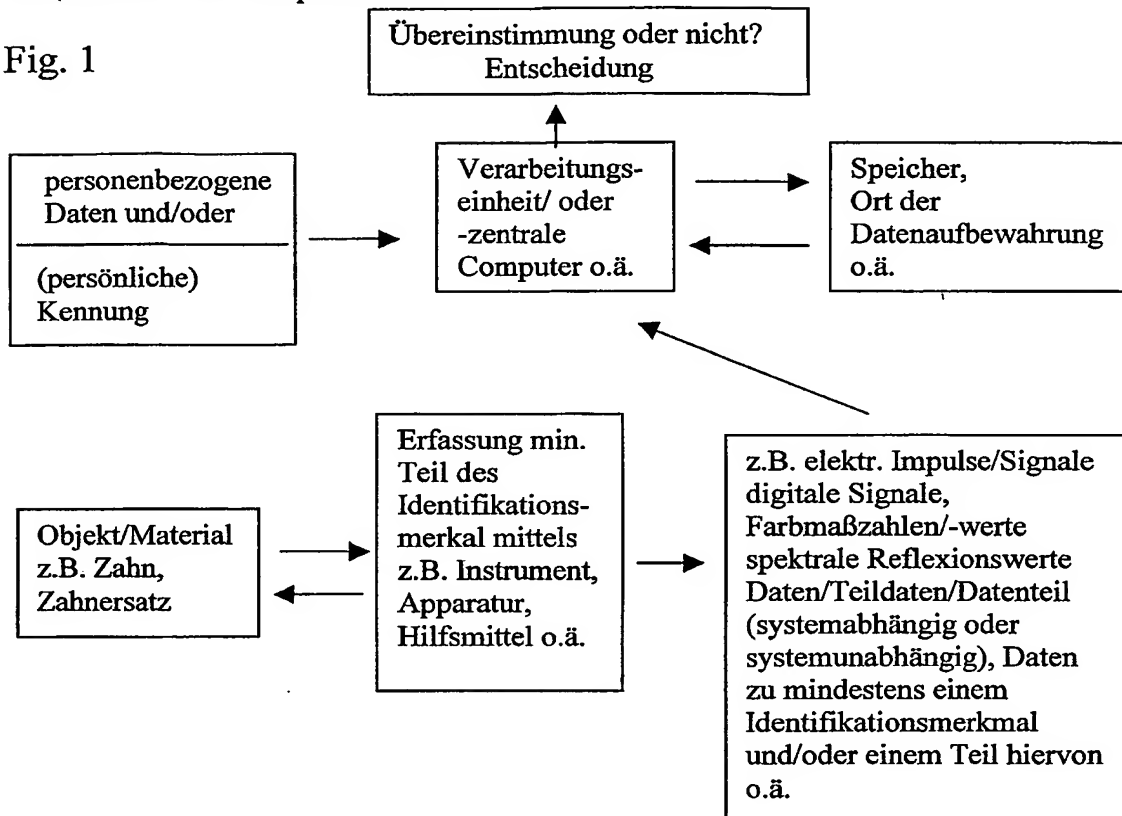 Fig. 1
Übereinstimmung oder nicht?
Entscheidung
personenbezogene
Daten und/oder
(persönliche)
Kennung
Verarbeitungs-
einheit/ oder
-zentrale
Computer o.ä.
Speicher,
Ort der
Datenaufbewahrung
o.ä.
Objekt/Material
z.B. Zahn,
Zahnersatz
Erfassung min.
Teil des
Identifikations-
merkmal mittels
z.B. Instrument,
Apparatur,
Hilfsmittel o.ä.
z.B. elektr. Impulse/Signale
digitale Signale,
Farbmaßzahlen/-werte
spektrale Reflexionswerte
Daten/Teildaten/Datenteil
(systemabhängig oder
systemunabhängig), Daten
zu mindestens einem
Identifikationsmerkmal
und/oder einem Teil hiervon
o.ä.